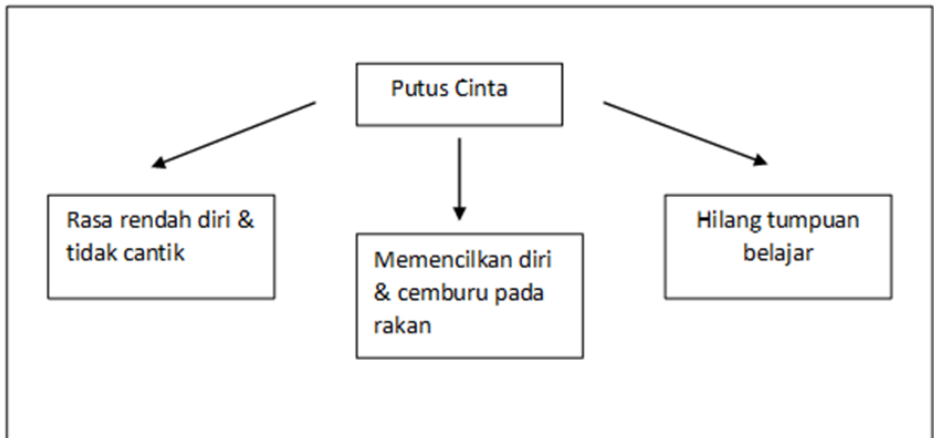 Putus Cinta
Rasa rendah diri &
tidak cantik
Memencilkan diri
& cemburu pada
rakan
Hilang tumpuan
belajar